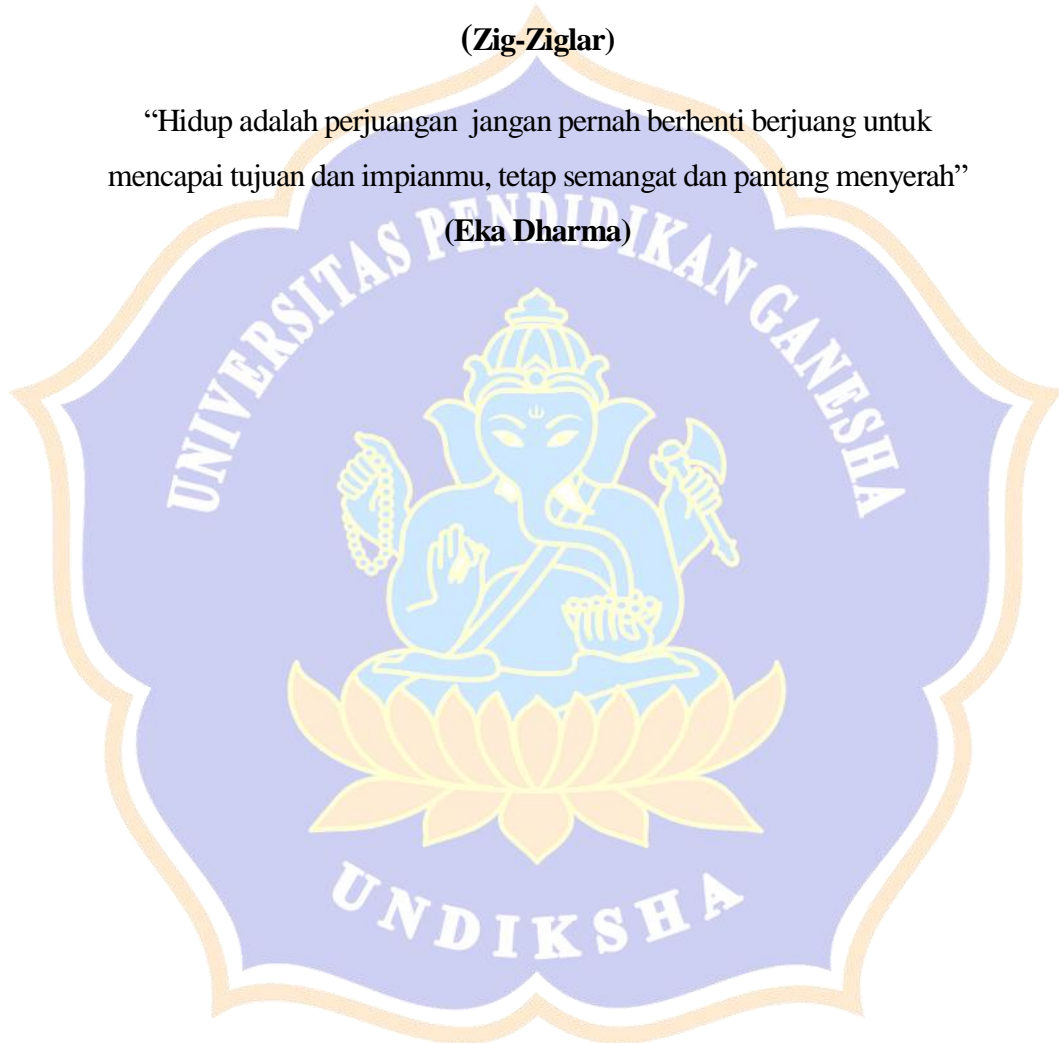 (Zig-Ziglar)
“Hidup adalah perjuangan  jangan pernah berhenti berjuang untuk
mencapai tujuan dan impianmu, tetap semangat dan pantang menyerah”
(Eka Dharma)
UNIVERSITAS PENDIDIKAN GANESHA
UNDIKSHA